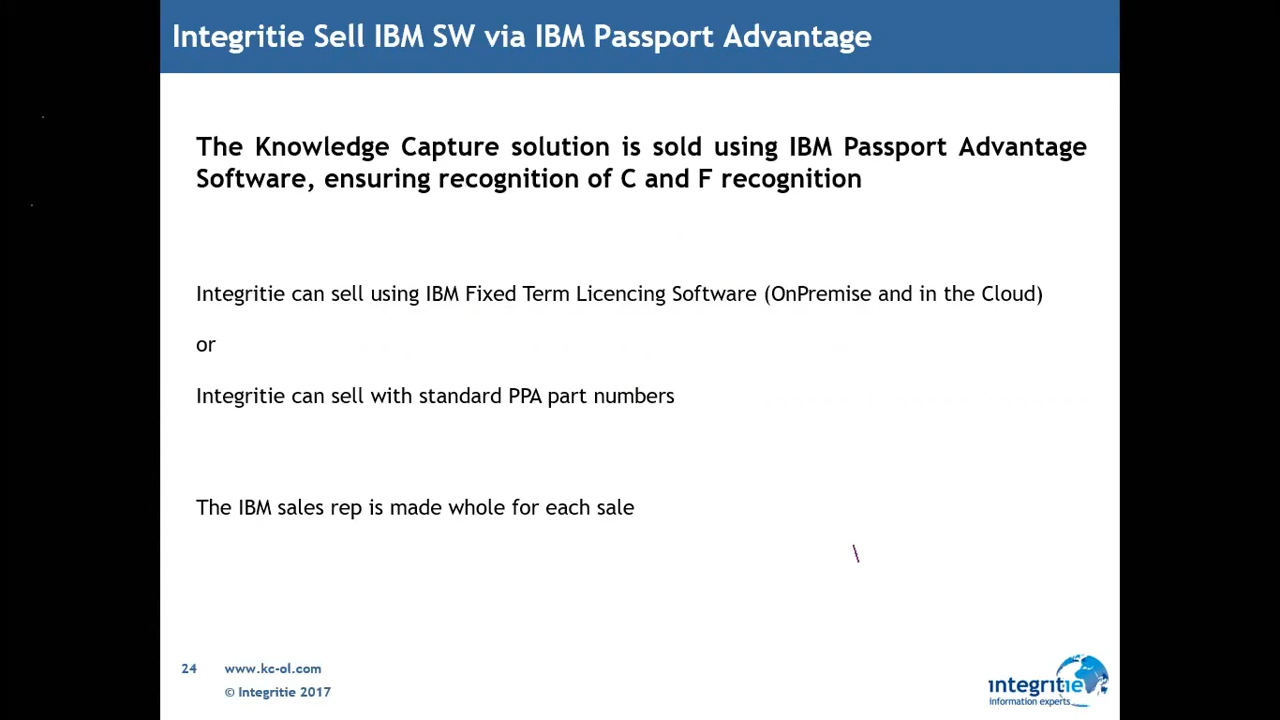 Integritie Sell IBM SW via IBM Passport Advantage
The Knowledge Capture solution is sold using IBM Passport Advantage
Software, ensuring recognition of C and F recognition
Integritie can sell using IBM Fixed Term Licencing Software (OnPremise and in the Cloud)
or
Integritie can sell with standard PPA part numbers
The IBM sales rep is made whole for each sale
\
24 www.kc-ol.com
© Integritie 2017
integritie
information experts